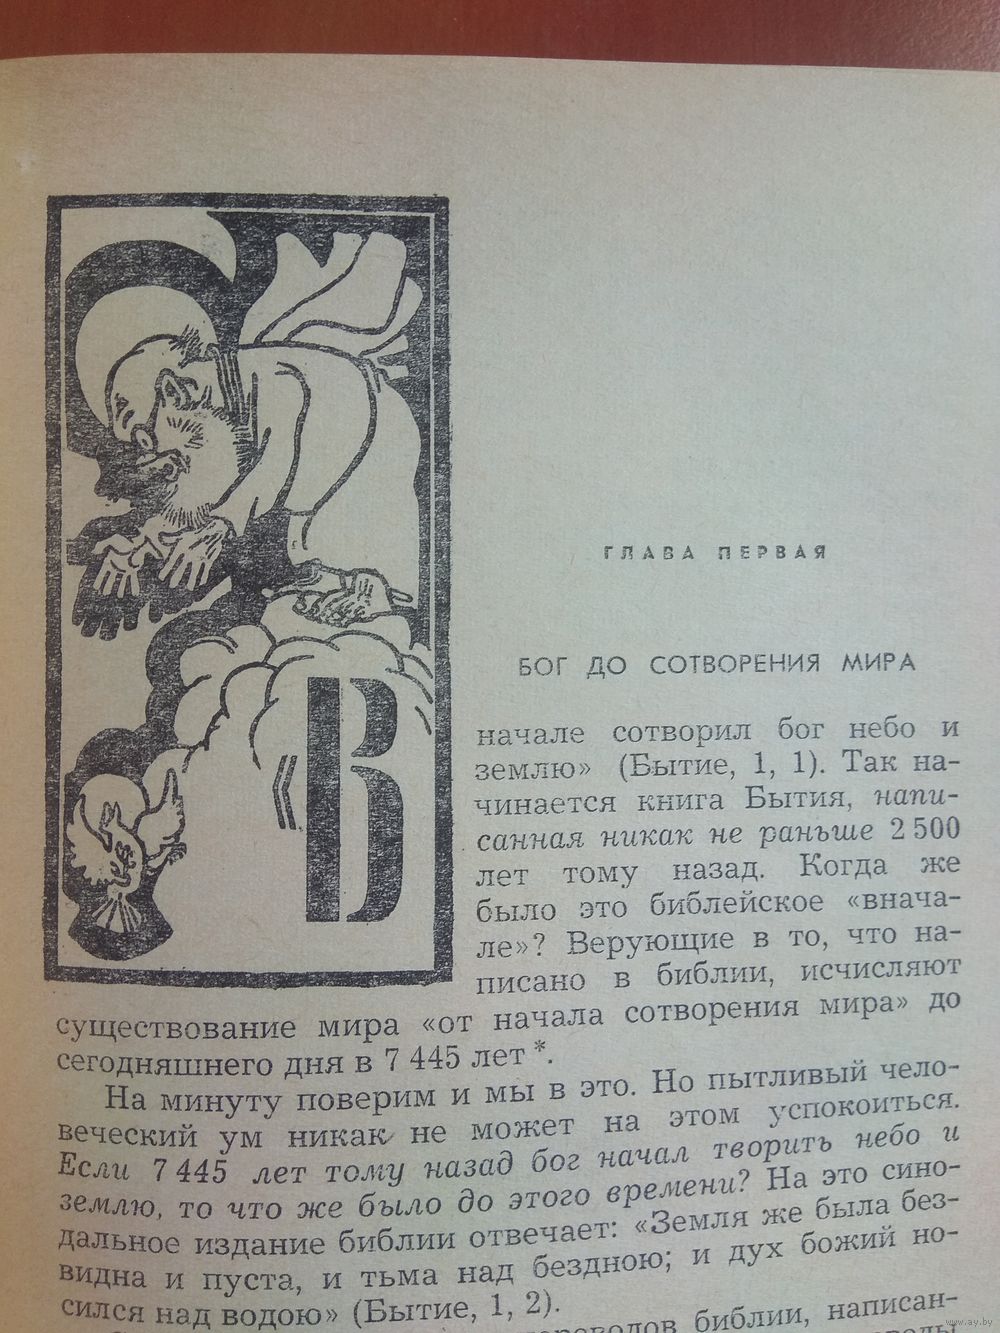 ГЛАВА ПЕРВАЯ
БОГ ДО СОТВОРЕНИЯ МИРА
«В
начале сотворил бог небо и
землю» (Бытие, 1, 1). Так на-
чинается книга Бытия, напи-
санная никак не раньше 2 500
лет тому назад. Когда же
было это библейское «внача-
ле»? Верующие в то, что на-
писано в библии, исчисляют
существование мира «от начала сотворения мира» до
сегодняшнего дня в 7 445 лет *.
На минуту поверим и мы в это. Но пытливый чело-
веческий ум никак не может на этом успокоиться.
Если 7 445 лет тому назад бог начал творить небо и
землю, то что же было до этого времени? На это сино-
дальное издание библии отвечает: «Земля же была без-
видна и пуста, и тьма над бездною; и дух божий но-
сился над водою» (Бытие, 1, 2).
переводов библии, написан-
www.ay.by